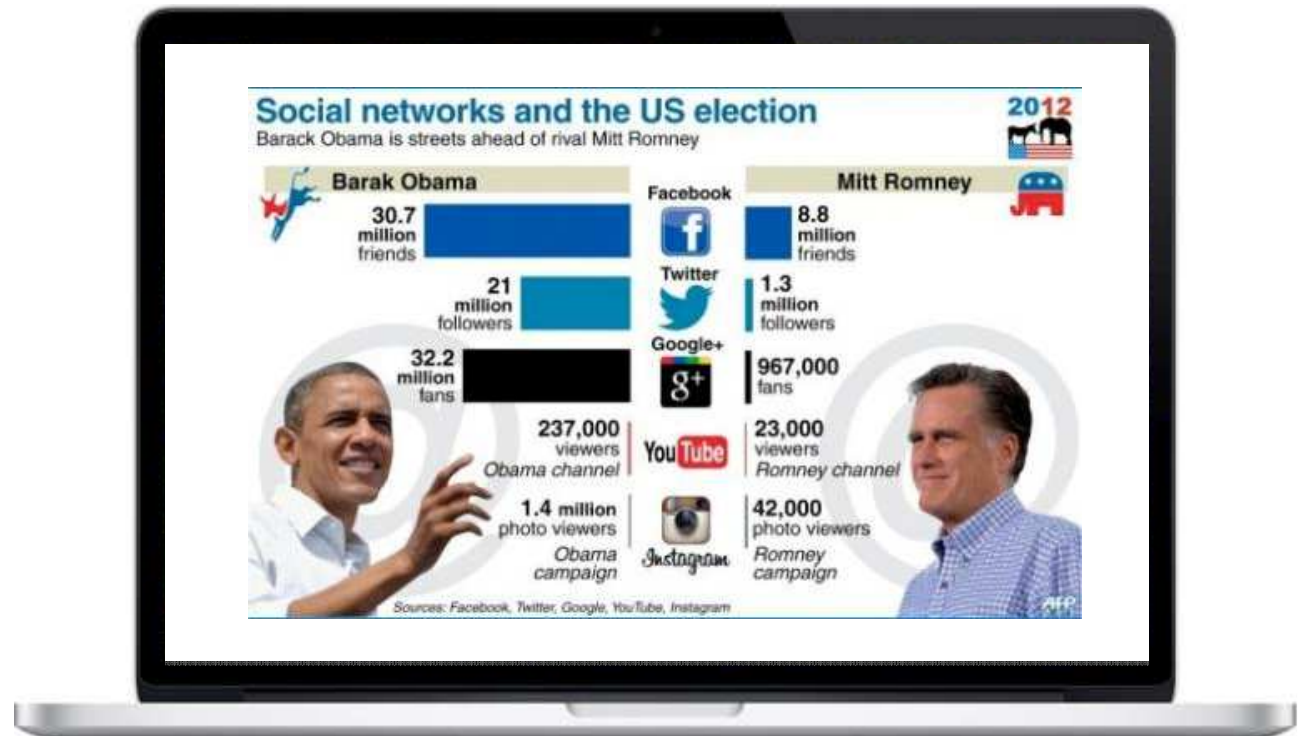 Social networks and the US election
2012
Barack Obama is streets ahead of rival Mitt Romney
Barak Obama
Mitt Romney
Facebook
30.7
million
friends
f
8.8
million
friends
Twitter
21
million
followers
1.3
million
followers
Google+
32.2
million
fans
g+
967,000
fans
237,000
viewers
Obama channel
YouTube
23,000
viewers
Romney channel
1.4 million
photo viewers
Obama
campaign
Instagram
42,000
photo viewers
Romney
campaign
Sources: Facebook, Twitter, Google, YouTube, Instagram
AFP